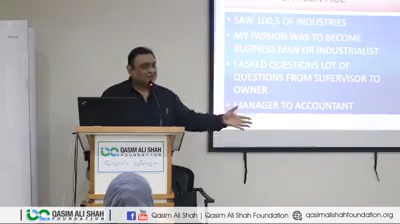 SAW 100,S OF INDUSTRIES
MY PASSION WAS TO BECOME
BUSINESS MAN OR INDUSTRIALIST
I ASLED QUESTIONS LOT OF
QUESTIONS FROM SUPERVISOR TO
OWNER
MANAGER TO ACCOUNTANT
QASIM ALI SHAH
FOUNDATION
QASIM ALI SHAH
FOUNDATION
Qasim Ali Shah | Qasim Ali Shah Foundation
qasimalishahfoundation.org